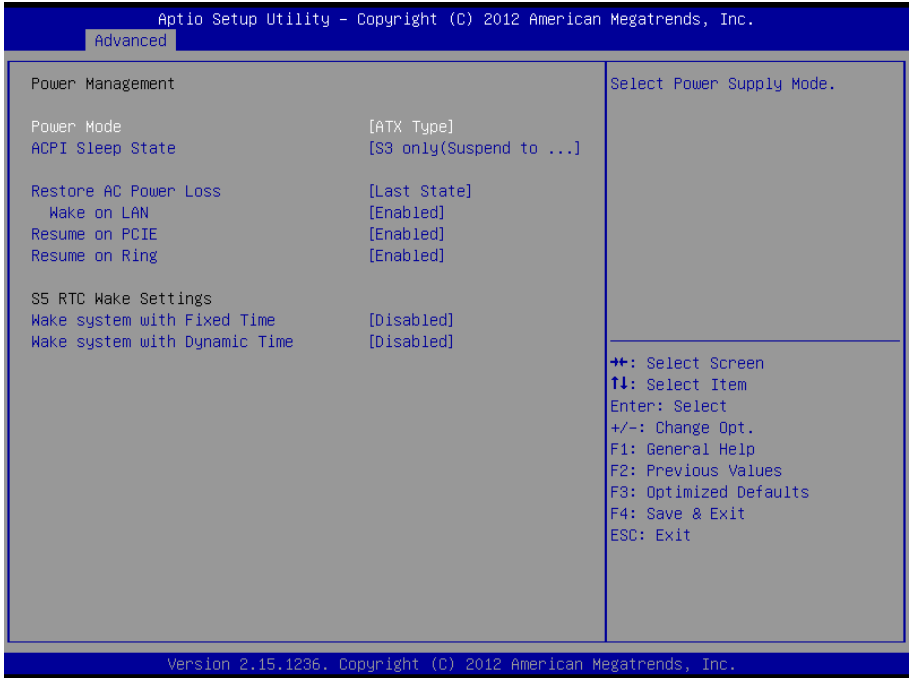 Aptio Setup Utility – Copyright (C) 2012 American Megatrends, Inc.
Advanced
Power Management
Power Mode [ATX Type]
ACPI Sleep State [S3 only(Suspend to ...]
Restore AC Power Loss [Last State]
Wake on LAN [Enabled]
Resume on PCIE [Enabled]
Resume on Ring [Enabled]
S5 RTC Wake Settings
Wake system with Fixed Time [Disabled]
Wake system with Dynamic Time [Disabled]
Select Power Supply Mode.
→←: Select Screen
↑↓: Select Item
Enter: Select
+/-: Change Opt.
F1: General Help
F2: Previous Values
F3: Optimized Defaults
F4: Save & Exit
ESC: Exit
Version 2.15.1236. Copyright (C) 2012 American Megatrends, Inc.